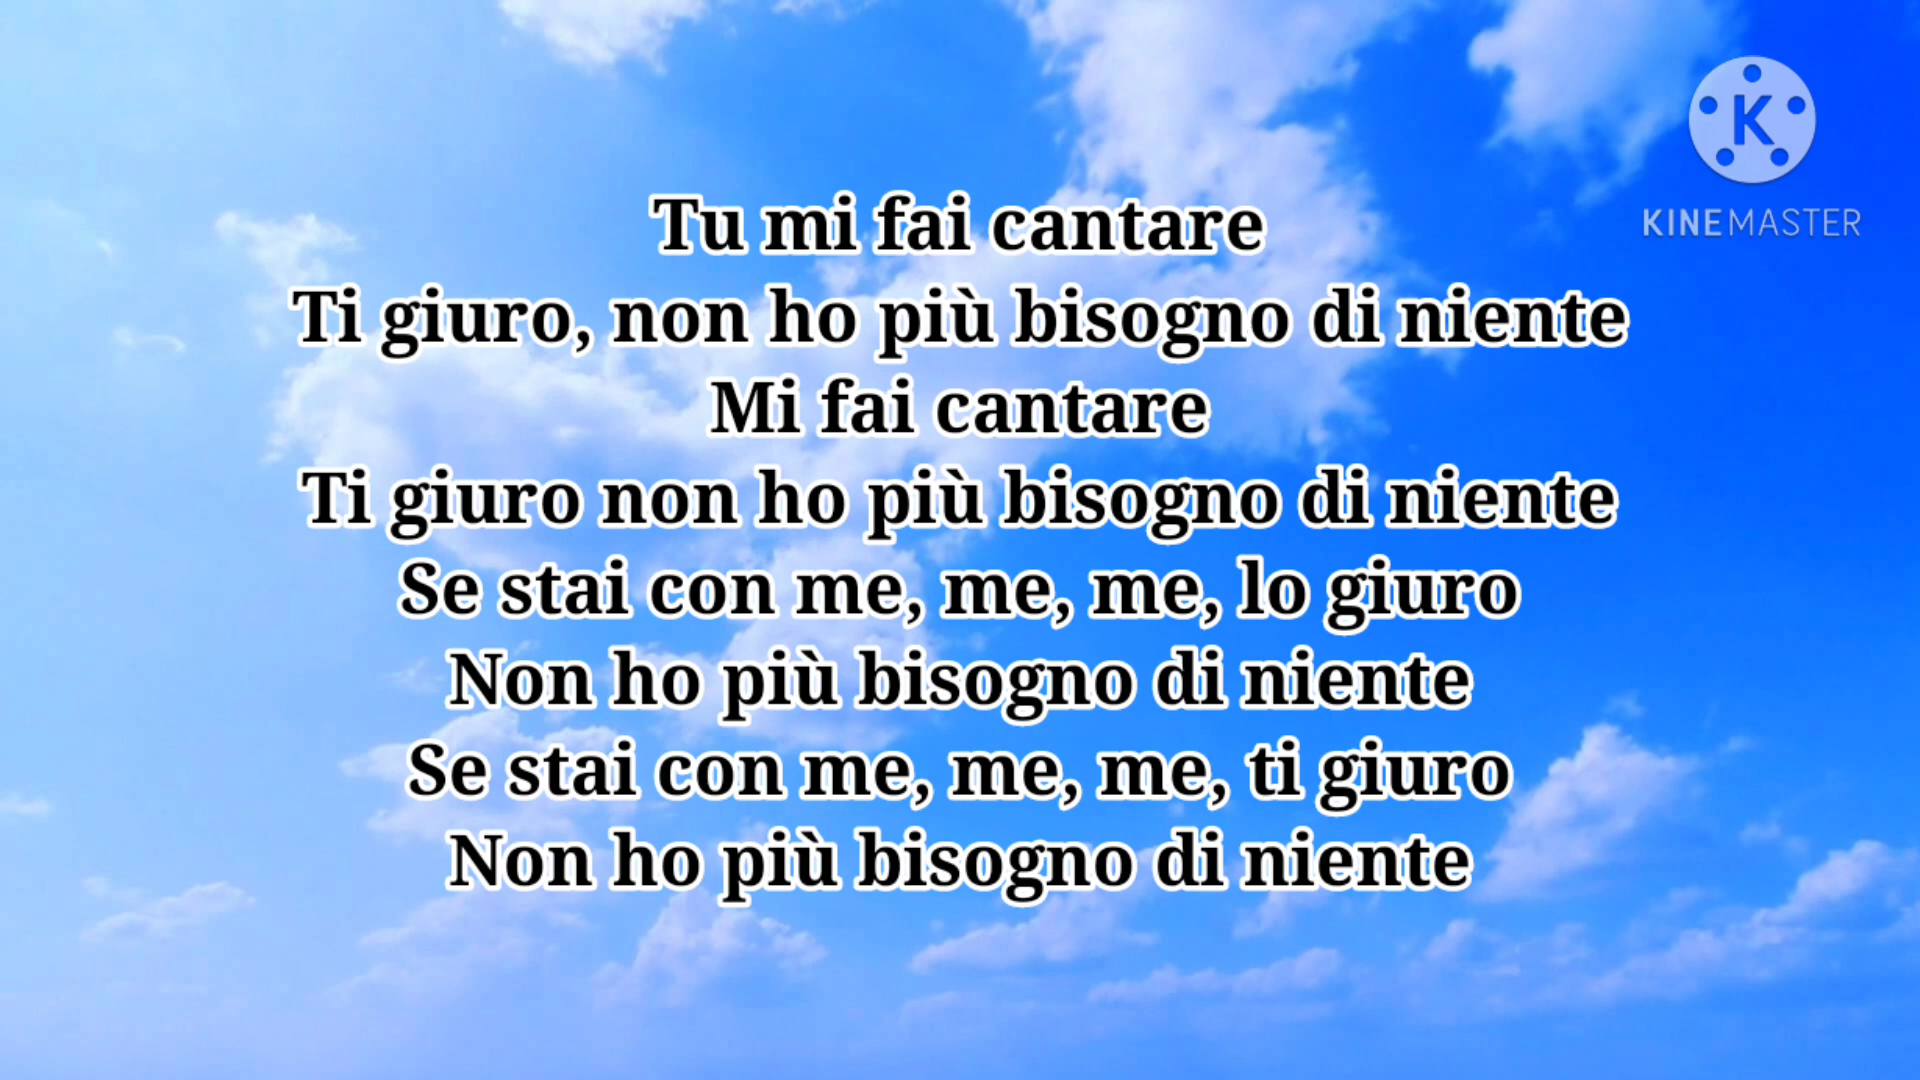 K
KINEMASTER
Tu mi fai cantare
Ti giuro, non ho più bisogno di niente
Mi fai cantare
Ti giuro non ho più bisogno di niente
Se stai con me, me, me, lo giuro
Non ho più bisogno di niente
Se stai con me, me, me, ti giuro
Non ho più bisogno di niente